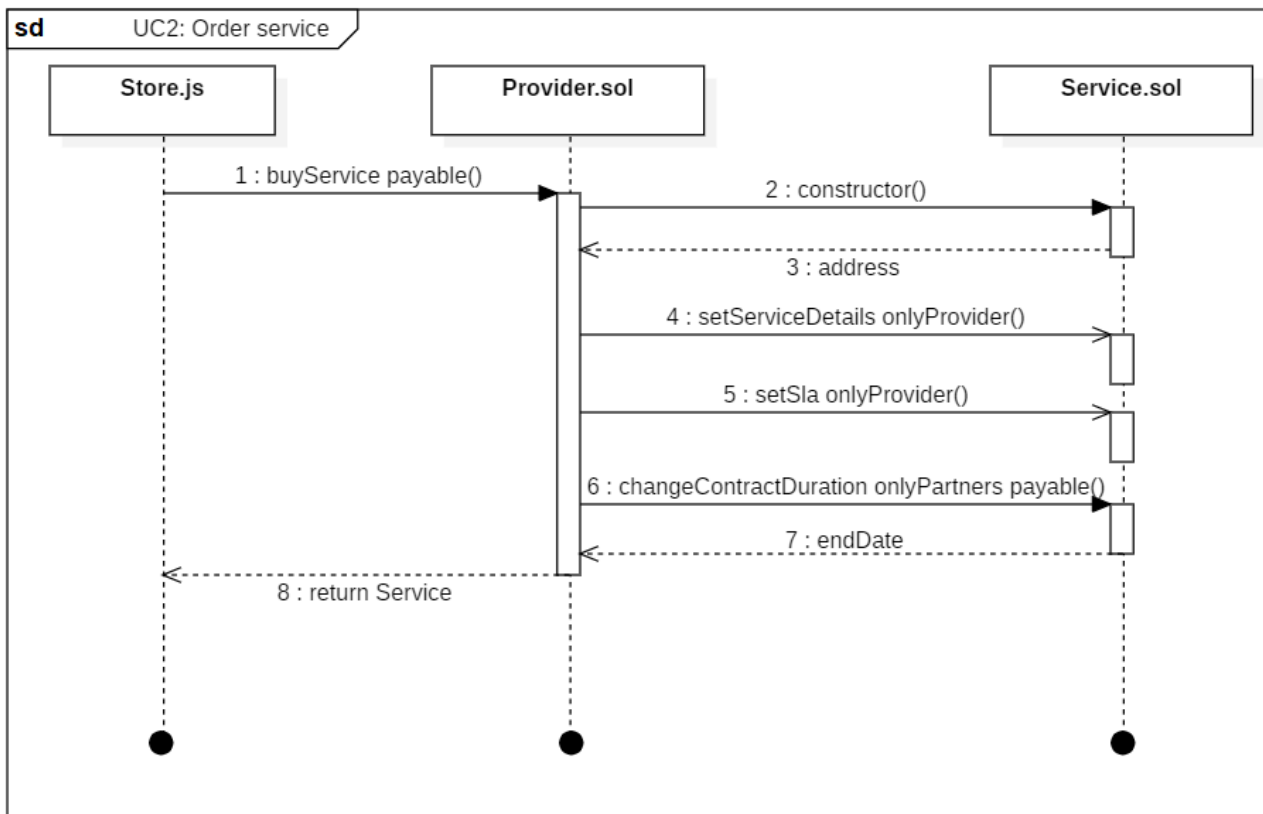 sd UC2: Order service
Store.js Provider.sol Service.sol
1 : buyService payable()
2 : constructor()
3 : address
4 : setServiceDetails onlyProvider()
5 : setSla onlyProvider()
6 : changeContractDuration onlyPartners payable()
7 : endDate
8 : return Service